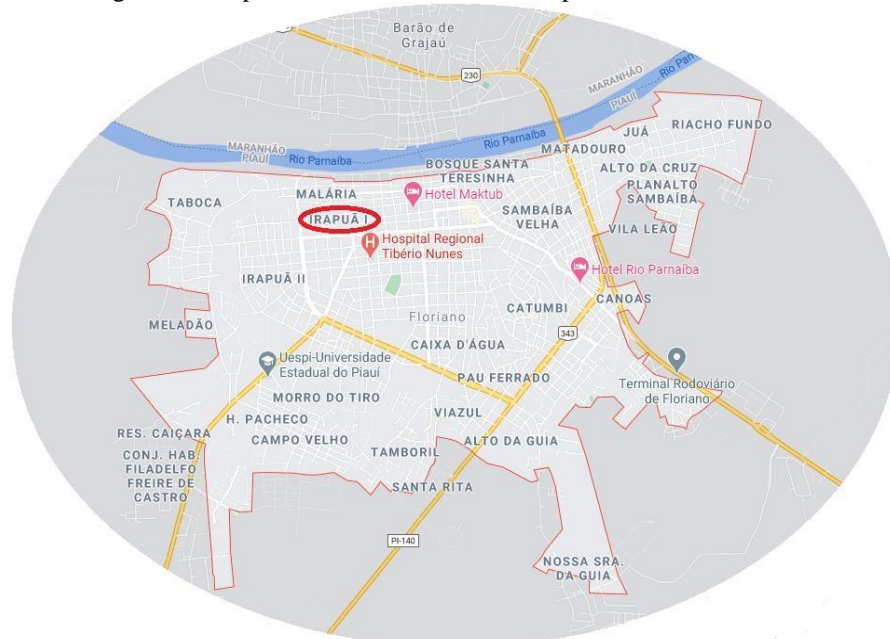 Barão de
Grajaú
230
MARANHÃO
PIAUÍ
Rio Parnaíba
MARANHÃO
PIAUÍ
Rio Parnaíba
JUÁ
RIACHO FUNDO
MATADOURO
BOSQUE SANTA
TERESINHA
ALTO DA CRUZ
PLANALTO
SAMBAÍBA
MALÁRIA
Hotel Maktub
TABOCA
IRAPUÃ I
SAMBAÍBA
VELHA
VILA LEÃO
Hospital Regional
Tibério Nunes
Hotel Rio Parnaíba
IRAPUÃ II
CANOAS
CATUMBI
Floriano
MELADÃO
343
CAIXA D'ÁGUA
Uespi-Universidade
Estadual do Piauí
PAU FERRADO
Terminal Rodoviário
de Floriano
MORRO DO TIRO
VIAZUL
H. PACHECO
RES. CAIÇARA
CAMPO VELHO
ALTO DA GUIA
TAMBORIL
CONJ. HAB.
FILADELFO
FREIRE DE
CASTRO
SANTA RITA
PI-140
NOSSA SRA.
DA GUIA